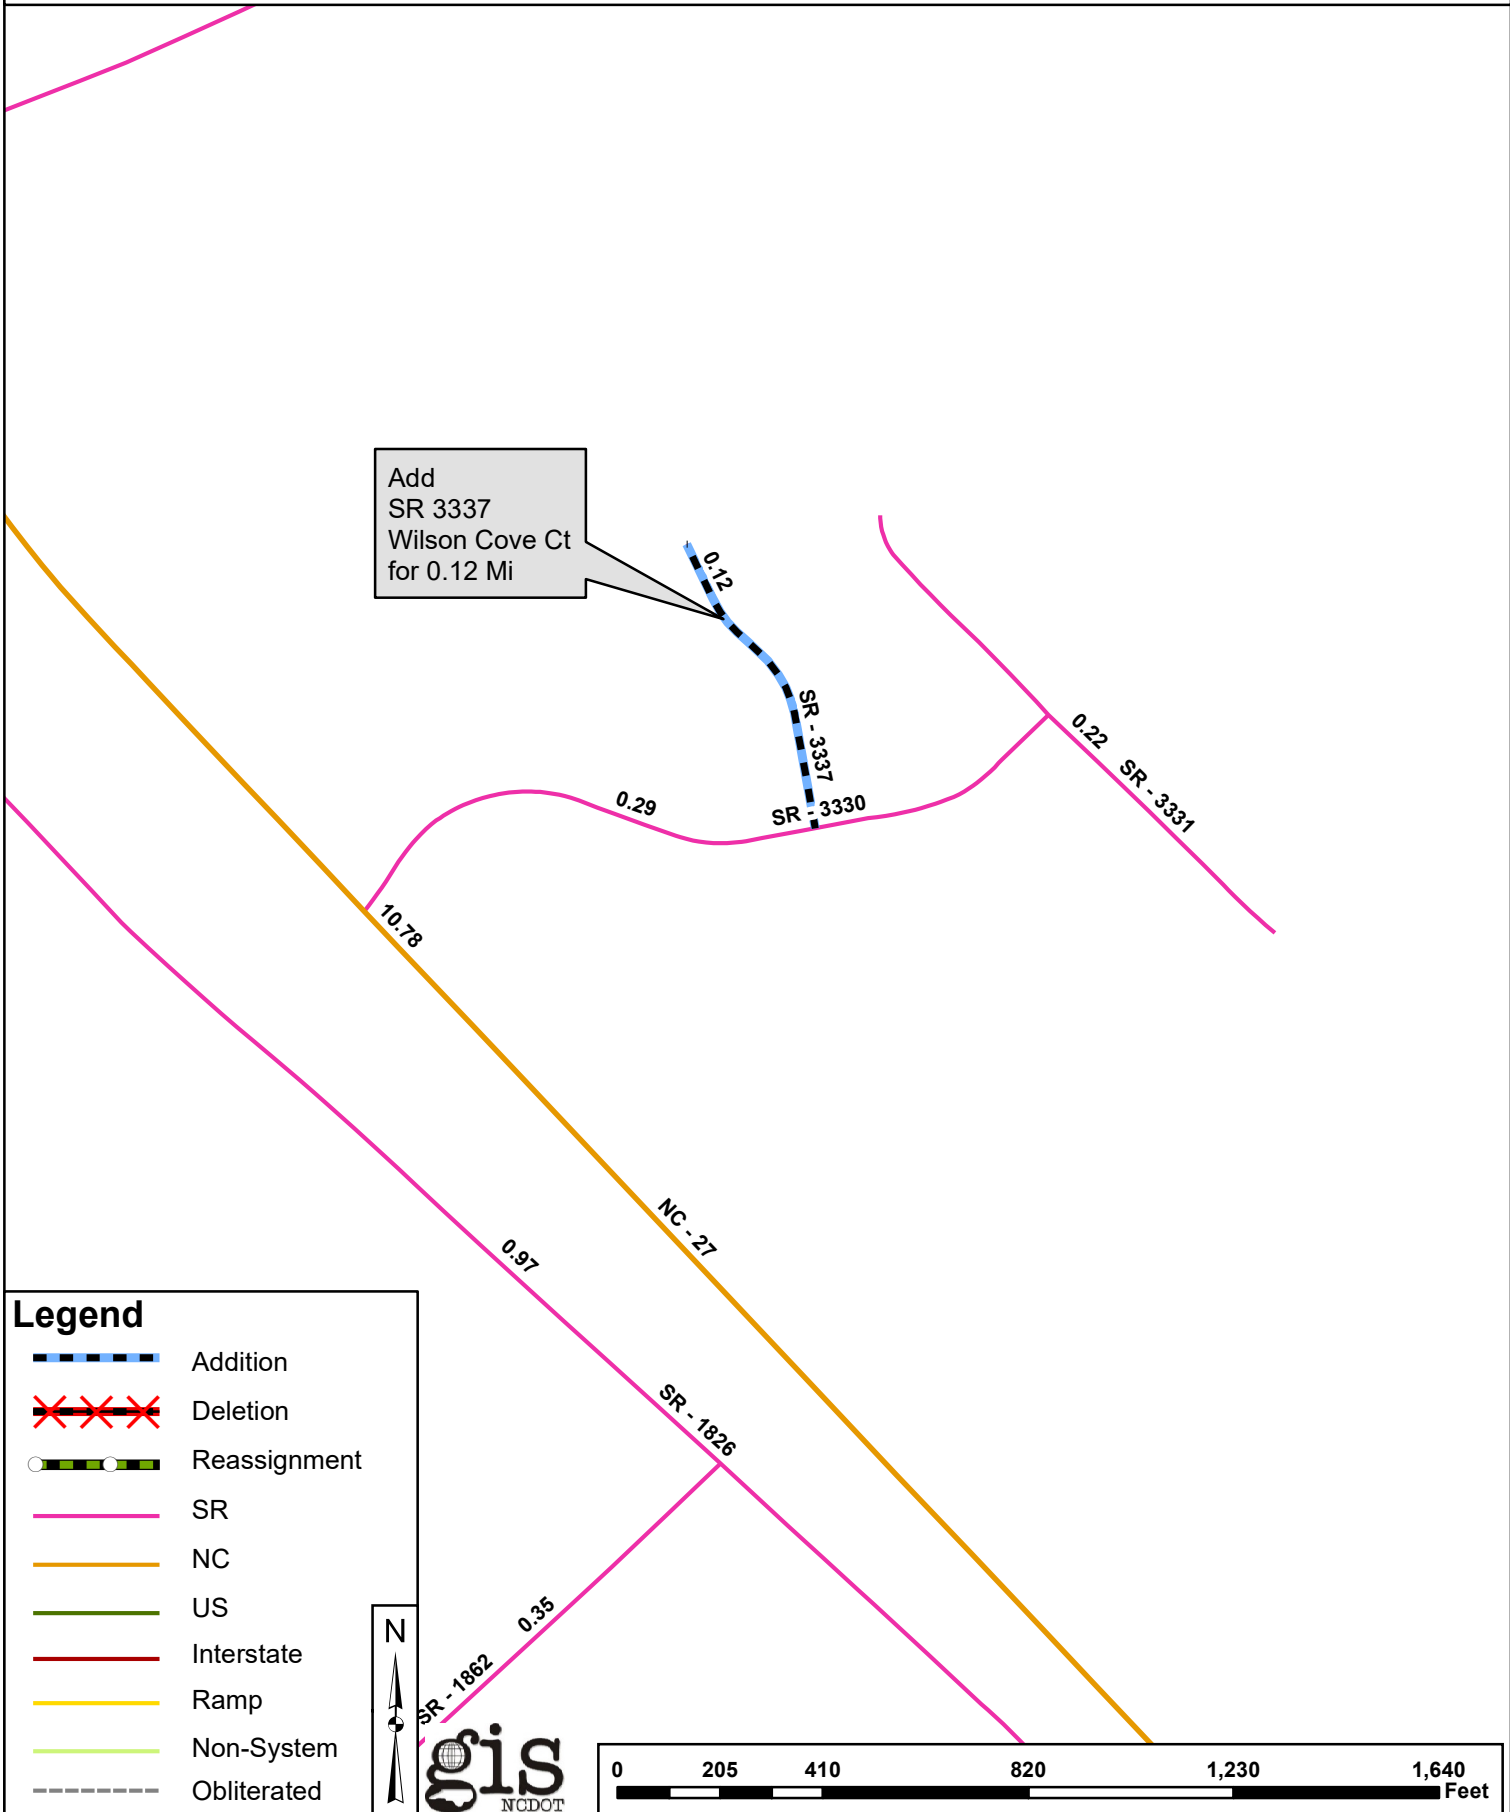 Add
SR 3337
Wilson Cove Ct
for 0.12 Mi
0.12
SR - 3337
0.22
SR - 3331
0.29
SR - 3330
10.78
NC - 27
0.97
SR - 1826
0.35
SR - 1862
Legend
Addition
Deletion
Reassignment
SR
NC
US
Interstate
Ramp
Non-System
Obliterated
N
gis
NCDOT
0 205 410 820 1,230 1,640
Feet